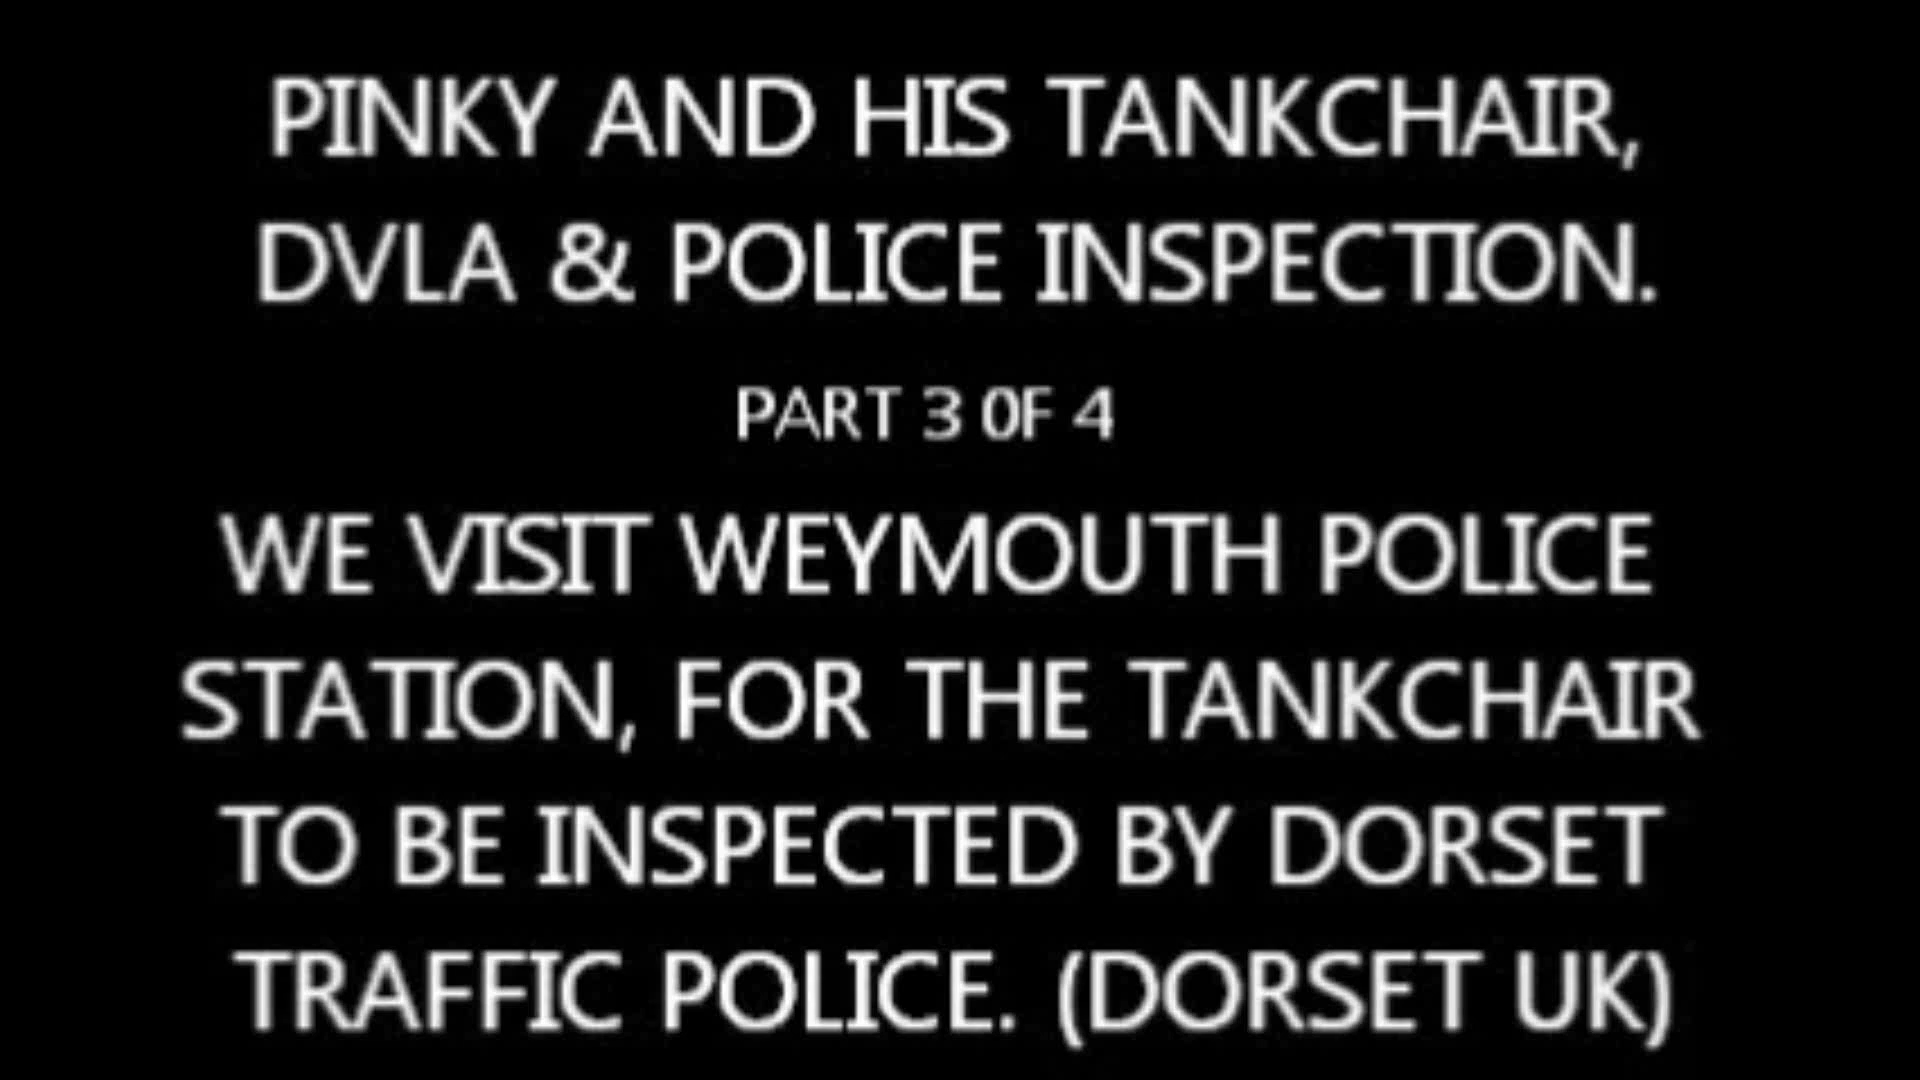 PINKY AND HIS TANKCHAIR,
DVLA & POLICE INSPECTION.
PART 3 0F 4
WE VISIT WEYMOUTH POLICE
STATION, FOR THE TANKCHAIR
TO BE INSPECTED BY DORSET
TRAFFIC POLICE. (DORSET UK)